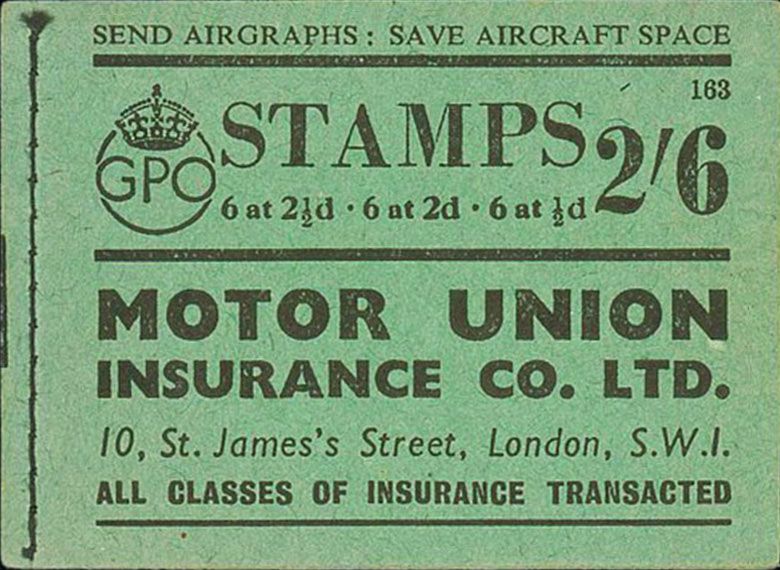 SEND AIRGRAPHS : SAVE AIRCRAFT SPACE
163
GPO
STAMPS 2/6
6 at 2½d · 6 at 2d · 6 at ½d
MOTOR UNION
INSURANCE CO. LTD.
10, St. James's Street, London, S.W.1.
ALL CLASSES OF INSURANCE TRANSACTED